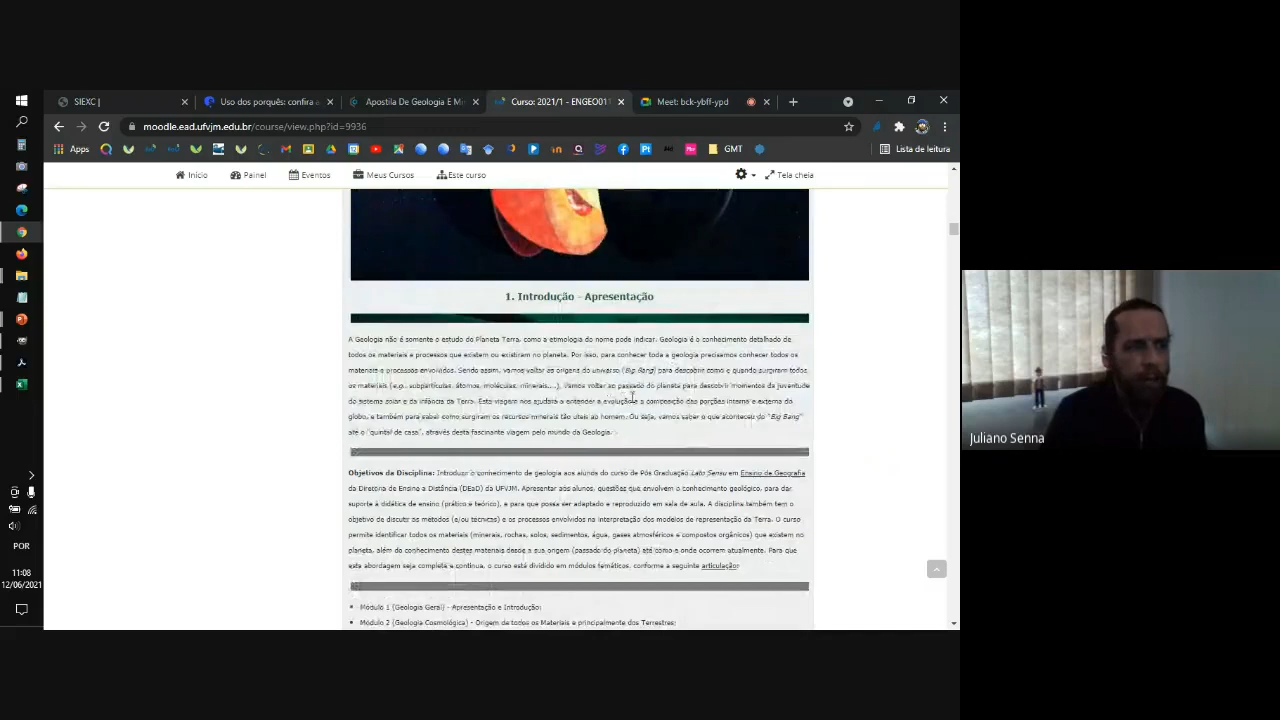 SIEXC |
Uso dos porquês: confira a
Apostila De Geologia E M
Curso: 2021/1 - ENGEO01
Meet: bck-ybff-ypd
moodle.ead.ufvjm.edu.br/course/view.php?id=9936
Apps
GMT
Lista de leitura
Início
Painel
Eventos
Meus Cursos
Este curso
Tela cheia
1. Introdução - Apresentação
A Geologia não é somente o estudo do Planeta Terra, como a etimologia do nome pode indicar. Geologia é o conhecimento detalhado de
todos os materiais e processos que existem ou existiram no planeta. Por isso, para conhecer toda a geologia precisamos conhecer todos os
materiais e processos envolvidos. Sendo assim, vamos voltar as origens do universo (Big Bang) para descobrir como e quando surgiram todos
os materiais (e.g., subpartículas, átomos, moléculas, minerais,...). Vamos voltar ao passado do planeta para descobrir momentos da juventude
do sistema solar e da infância da Terra. Esta viagem nos ajudará a entender a evolução e a composição das porções interna e externa do
globo, e também para saber como surgiram os recursos minerais tão úteis ao homem. Ou seja, vamos saber o que aconteceu do "Big Bang"
até o "quintal de casa", através desta fascinante viagem pelo mundo da Geologia.
Objetivos da Disciplina: Introduzir o conhecimento de geologia aos alunos do curso de Pós Graduação Lato Sensu em Ensino de Geografia
da Diretoria de Ensino a Distância (DEaD) da UFVJM. Apresentar aos alunos, questões que envolvem o conhecimento geológico, para dar
suporte à didática de ensino (prático e teórico), e para que possa ser adaptado e reproduzido em sala de aula. A disciplina também tem o
objetivo de discutir os métodos (e/ou técnicas) e os processos envolvidos na interpretação dos modelos de representação da Terra. O curso
permite identificar todos os materiais (minerais, rochas, solos, sedimentos, água, gases atmosféricos e compostos orgânicos) que existem no
planeta, além do conhecimento destes materiais desde a sua origem (passado do planeta) até como e onde ocorrem atualmente. Para que
esta abordagem seja completa e contínua, o curso está dividido em módulos temáticos, conforme a seguinte articulação:
Módulo 1 (Geologia Geral) - Apresentação e Introdução;
Módulo 2 (Geologia Cosmológica) - Origem de todos os Materiais e principalmente dos Terrestres;
POR
11:08
12/06/2021
Juliano Senna